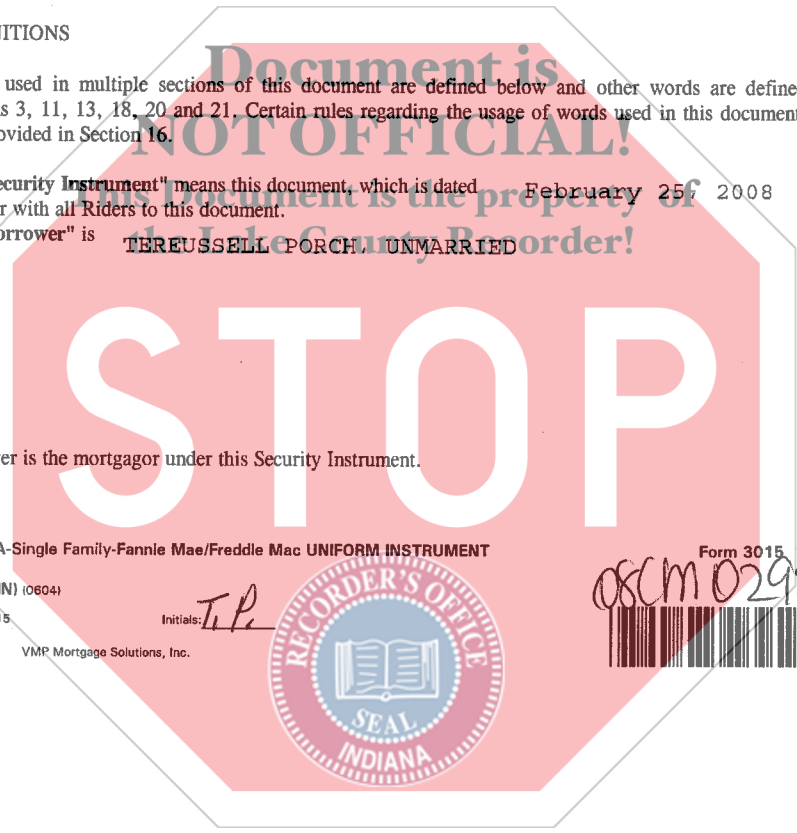 NITIONS
used in multiple sections of this document are defined below and other words are define
s 3, 11, 13, 18, 20 and 21. Certain rules regarding the usage of words used in this document
ovided in Section 16.
ecurity Instrument" means this document, which is dated February 25, 2008
r with all Riders to this document.
orrower" is TEREUSSELL PORCH, UNMARRIED
Document is
NOT OFFICIAL!
This Document is the property of
the Lake County Recorder!
STOP
er is the mortgagor under this Security Instrument.
A-Single Family-Fannie Mae/Freddie Mac UNIFORM INSTRUMENT Form 3015
N) (0604)
Initials: T.P.
VMP Mortgage Solutions, Inc.
08CM029
RECORDER'S OFFICE
SEAL
INDIANA